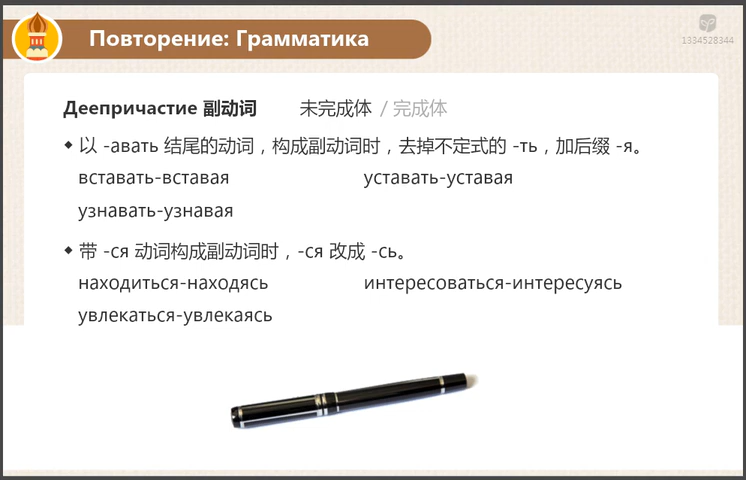 Повторение: Грамматика
1334528344
Деепричастие 副动词 未完成体 / 完成体
◆ 以 -авать 结尾的动词，构成副动词时，去掉不定式的 -ть，加后缀 -я。
вставать-вставая уставать-уставая
узнавать-узнавая
◆ 带 -ся 动词构成副动词时，-ся 改成 -сь。
находиться-находясь интересоваться-интересуясь
увлекаться-увлекаясь